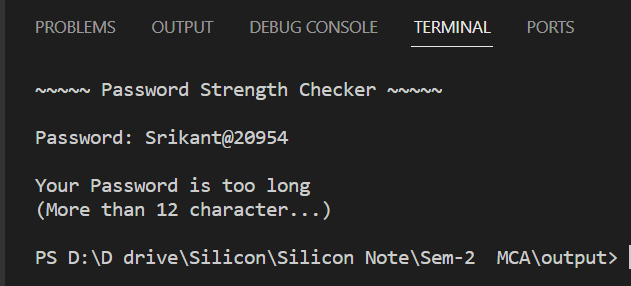 PROBLEMS OUTPUT DEBUG CONSOLE TERMINAL PORTS
~~~~~ Password Strength Checker ~~~~~
Password: Srikant@20954
Your Password is too long
(More than 12 character...)
PS D:\D drive\Silicon\Silicon Note\Sem-2  MCA\output>